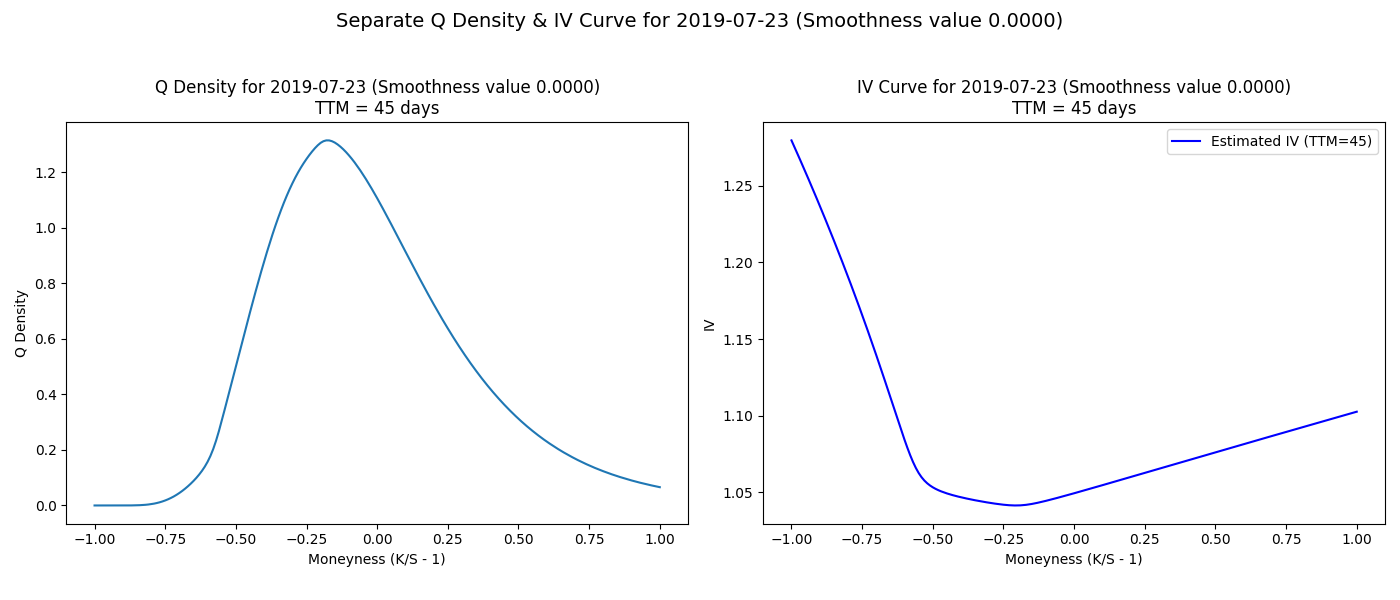 Separate Q Density & IV Curve for 2019-07-23 (Smoothness value 0.0000)
Q Density for 2019-07-23 (Smoothness value 0.0000)
TTM = 45 days
Q Density
1.2
1.0
0.8
0.6
0.4
0.2
0.0
−1.00 −0.75 −0.50 −0.25 0.00 0.25 0.50 0.75 1.00
Moneyness (K/S - 1)
IV Curve for 2019-07-23 (Smoothness value 0.0000)
TTM = 45 days
Estimated IV (TTM=45)
IV
1.25
1.20
1.15
1.10
1.05
−1.00 −0.75 −0.50 −0.25 0.00 0.25 0.50 0.75 1.00
Moneyness (K/S - 1)